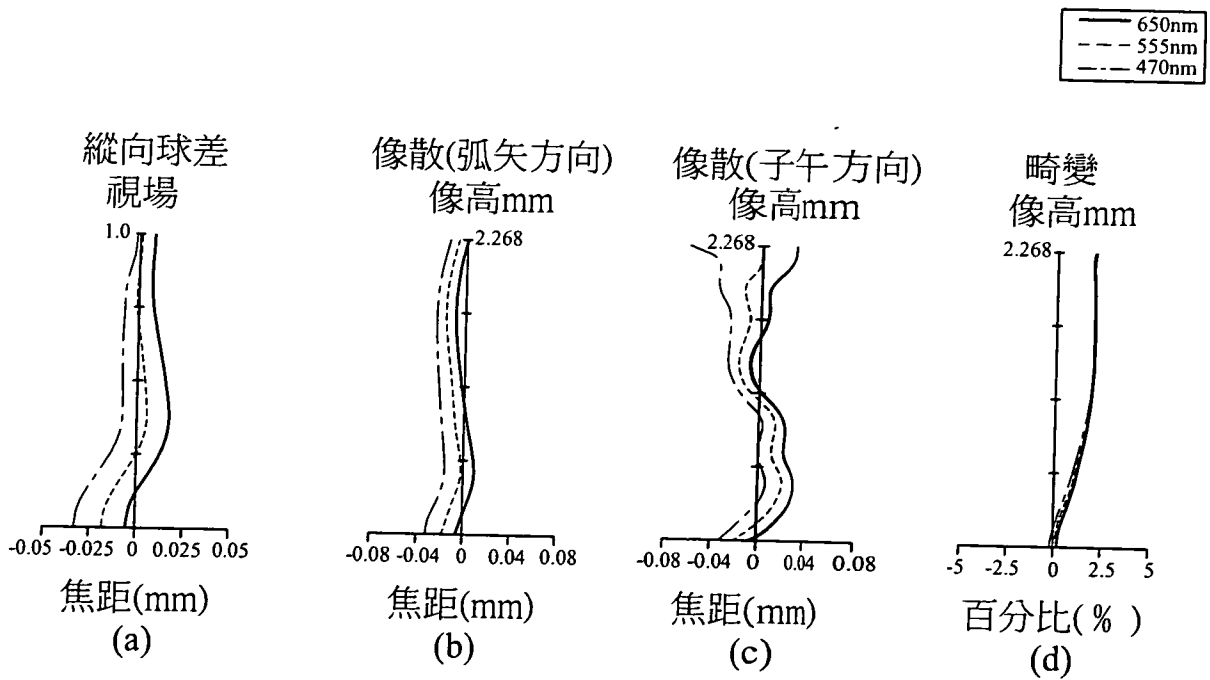 650nm
555nm
470nm
縱向球差
視場
1.0
-0.05 -0.025 0 0.025 0.05
焦距(mm)
(a)
像散(弧矢方向)
像高mm
2.268
-0.08 -0.04 0 0.04 0.08
焦距(mm)
(b)
像散(子午方向)
像高mm
2.268
-0.08 -0.04 0 0.04 0.08
焦距(mm)
(c)
畸變
像高mm
2.268
-5 -2.5 0 2.5 5
百分比(% )
(d)